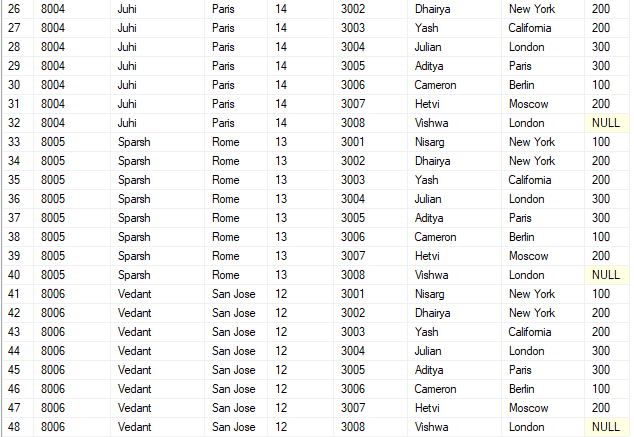 26 8004 Juhi Paris 14 3002 Dhairya New York 200
27 8004 Juhi Paris 14 3003 Yash California 200
28 8004 Juhi Paris 14 3004 Julian London 300
29 8004 Juhi Paris 14 3005 Aditya Paris 300
30 8004 Juhi Paris 14 3006 Cameron Berlin 100
31 8004 Juhi Paris 14 3007 Hetvi Moscow 200
32 8004 Juhi Paris 14 3008 Vishwa London NULL
33 8005 Sparsh Rome 13 3001 Nisarg New York 100
34 8005 Sparsh Rome 13 3002 Dhairya New York 200
35 8005 Sparsh Rome 13 3003 Yash California 200
36 8005 Sparsh Rome 13 3004 Julian London 300
37 8005 Sparsh Rome 13 3005 Aditya Paris 300
38 8005 Sparsh Rome 13 3006 Cameron Berlin 100
39 8005 Sparsh Rome 13 3007 Hetvi Moscow 200
40 8005 Sparsh Rome 13 3008 Vishwa London NULL
41 8006 Vedant San Jose 12 3001 Nisarg New York 100
42 8006 Vedant San Jose 12 3002 Dhairya New York 200
43 8006 Vedant San Jose 12 3003 Yash California 200
44 8006 Vedant San Jose 12 3004 Julian London 300
45 8006 Vedant San Jose 12 3005 Aditya Paris 300
46 8006 Vedant San Jose 12 3006 Cameron Berlin 100
47 8006 Vedant San Jose 12 3007 Hetvi Moscow 200
48 8006 Vedant San Jose 12 3008 Vishwa London NULL